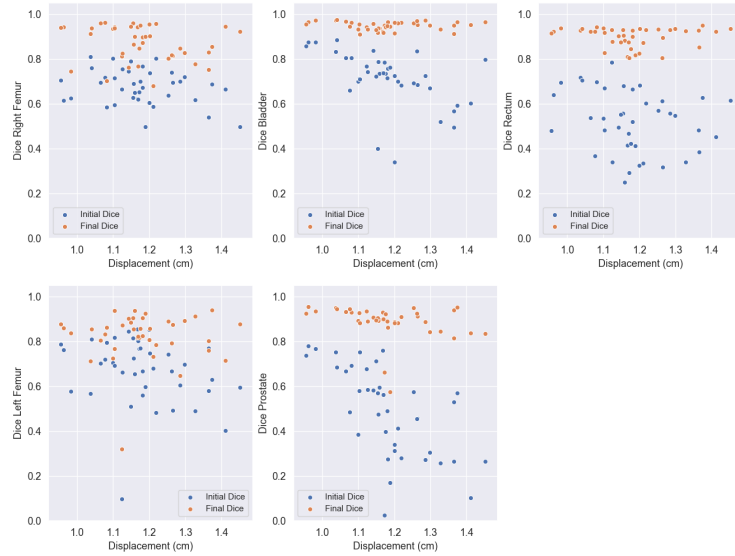 1.0
0.8
0.6
0.4
0.2
0.0
Dice Right Femur
Initial Dice
Final Dice
1.0 1.1 1.2 1.3 1.4
Displacement (cm)
1.0
0.8
0.6
0.4
0.2
0.0
Dice Bladder
Initial Dice
Final Dice
1.0 1.1 1.2 1.3 1.4
Displacement (cm)
1.0
0.8
0.6
0.4
0.2
0.0
Dice Rectum
Initial Dice
Final Dice
1.0 1.1 1.2 1.3 1.4
Displacement (cm)
1.0
0.8
0.6
0.4
0.2
0.0
Dice Left Femur
Initial Dice
Final Dice
1.0 1.1 1.2 1.3 1.4
Displacement (cm)
1.0
0.8
0.6
0.4
0.2
0.0
Dice Prostate
Initial Dice
Final Dice
1.0 1.1 1.2 1.3 1.4
Displacement (cm)